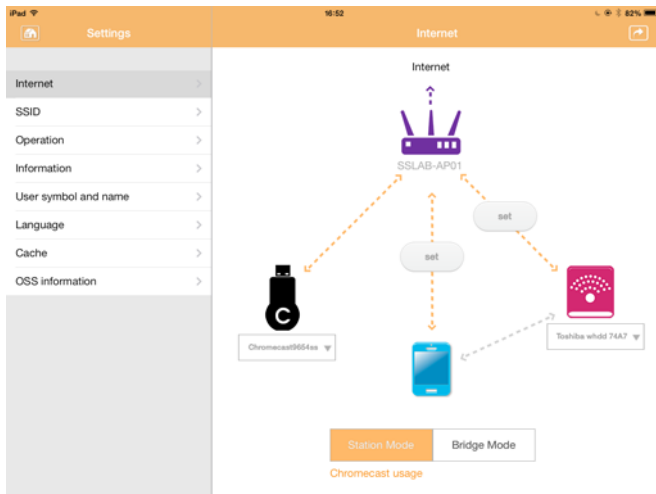 iPad 16:52 82%
Settings
Internet
Internet
SSID
Operation
Information
User symbol and name
Language
Cache
OSS information
Internet
SSLAB-AP01
set
set
C
Chromecast9654ss
Toshiba whdd 74A7
Station Mode
Bridge Mode
Chromecast usage